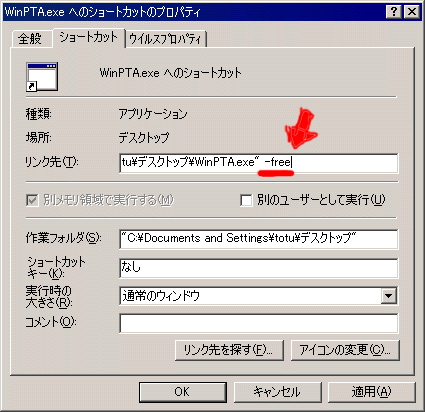 WinPTA.exe へのショートカットのプロパティ
全般 ショートカット ウイルスプロパティ
WinPTA.exe へのショートカット
種類: アプリケーション
場所: デスクトップ
リンク先(T): tu¥デスクトップ¥WinPTA.exe" -free
別メモリ領域で実行する(M) 別のユーザーとして実行(U)
作業フォルダ(S): "C:¥Documents and Settings¥totu¥デスクトップ"
ショートカット
キー(K): なし
実行時の
大きさ(R): 通常のウィンドウ
コメント(O):
リンク先を探す(F)... アイコンの変更(C)...
OK キャンセル 適用(A)